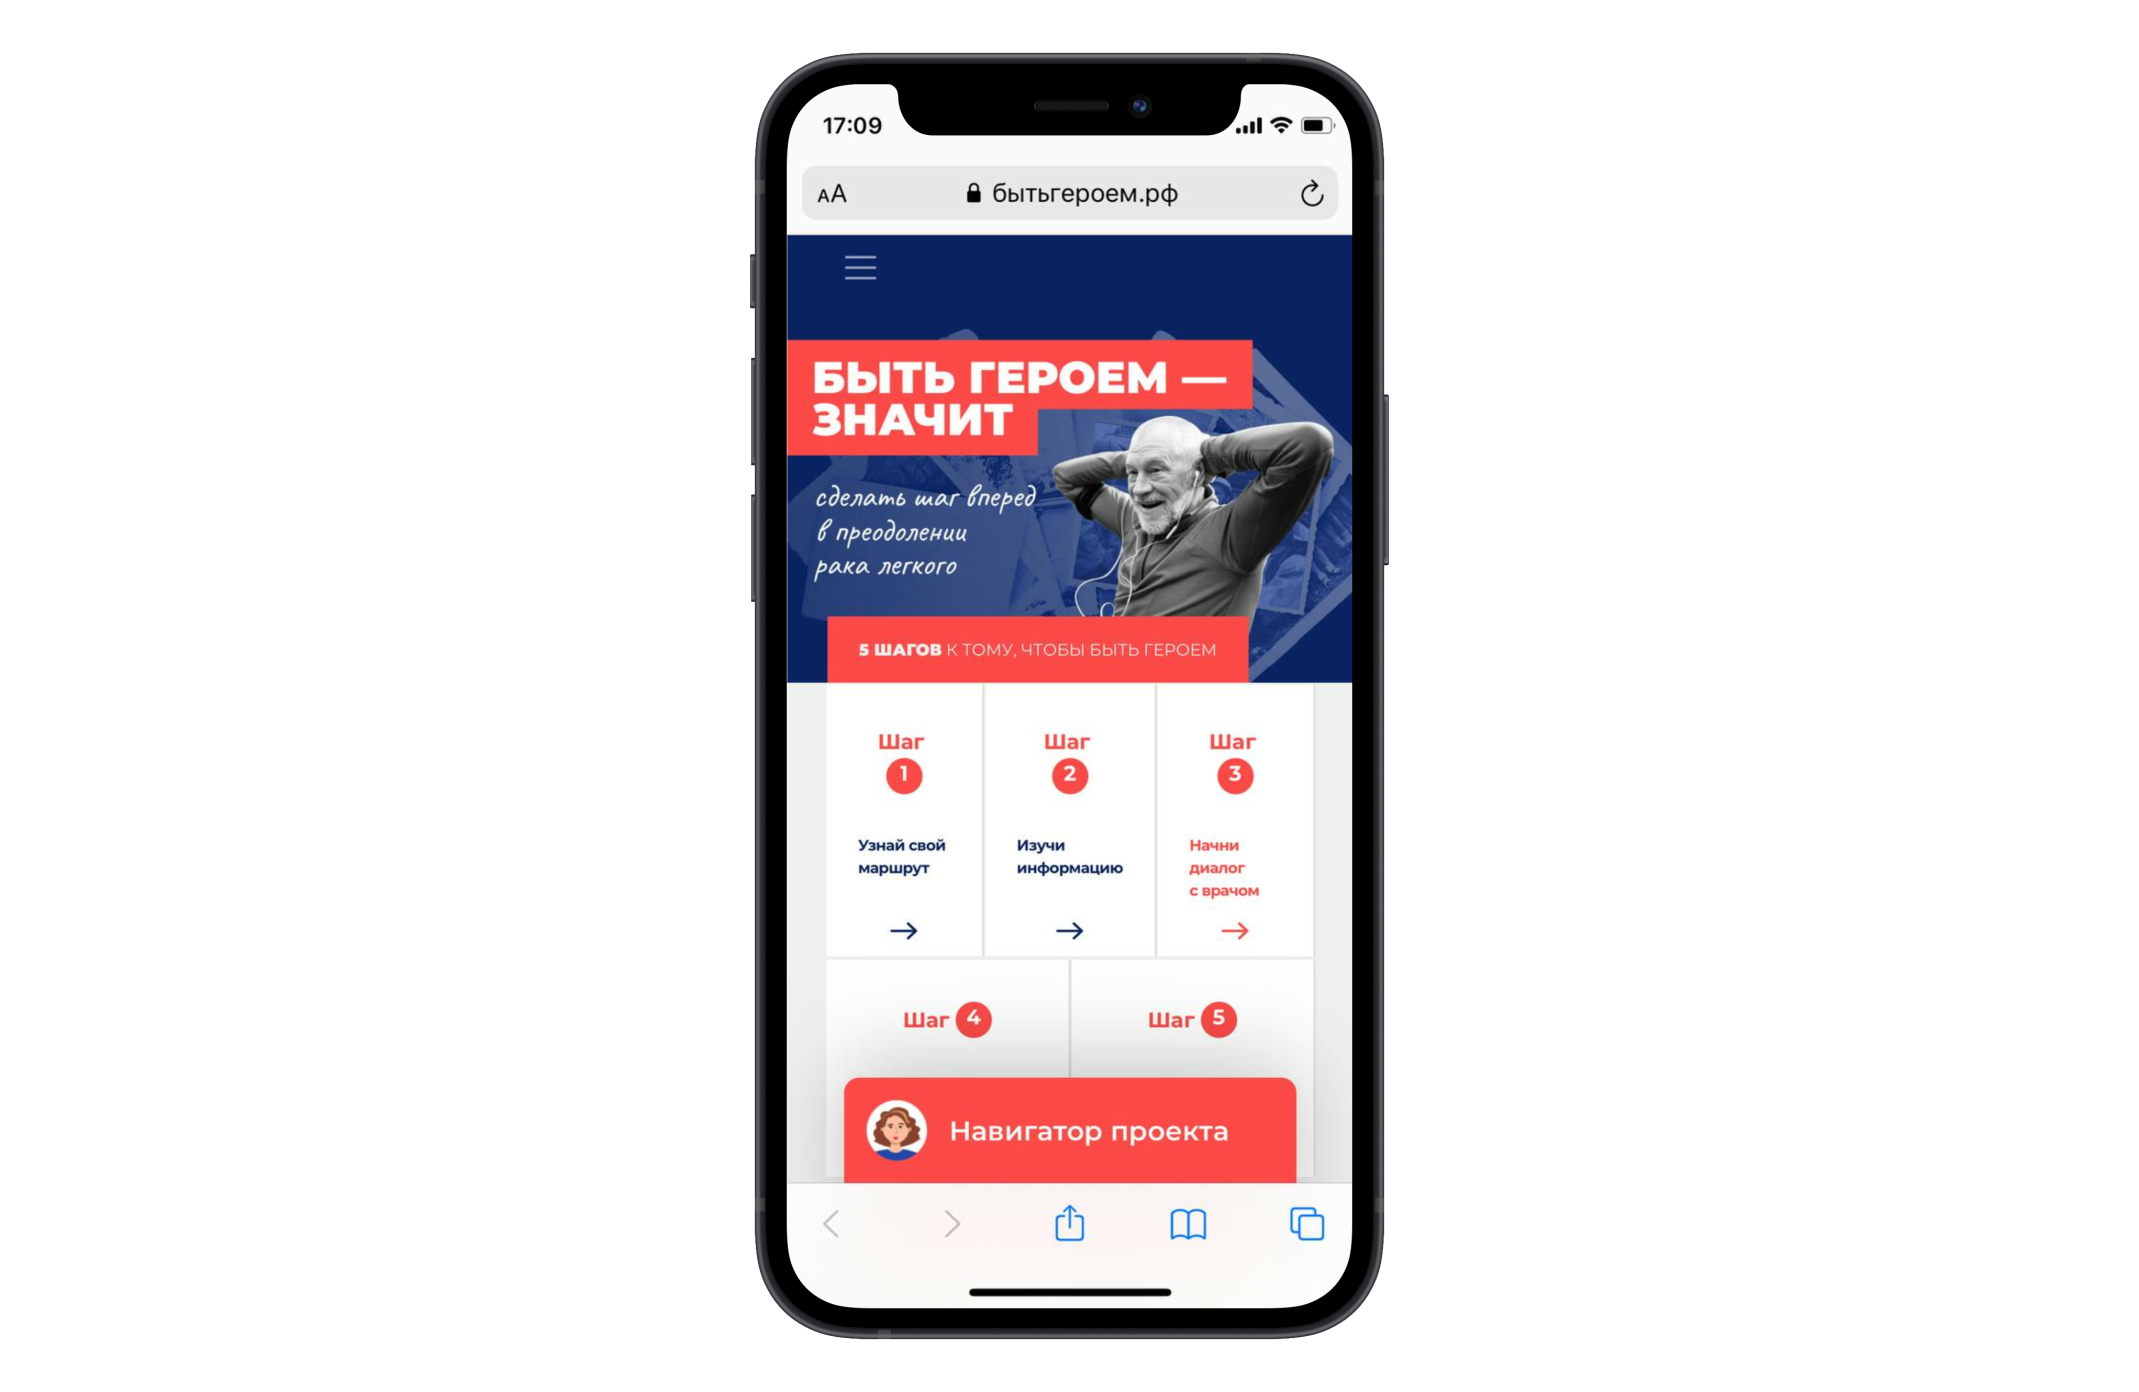 17:09
AA бытьгероем.рф
БЫТЬ ГЕРОЕМ —
ЗНАЧИТ
сделать шаг вперед
в преодолении
рака легкого
5 ШАГОВ К ТОМУ, ЧТОБЫ БЫТЬ ГЕРОЕМ
Шаг
1
Узнай свой
маршрут
Шаг
2
Изучи
информацию
Шаг
3
Начни
диалог
с врачом
Шаг 4
Шаг 5
Навигатор проекта